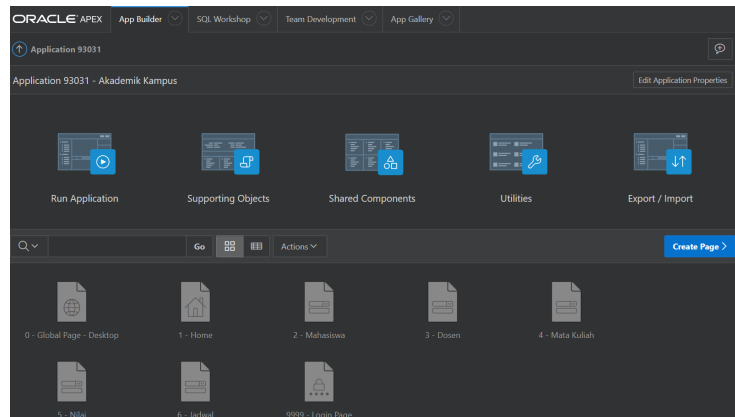 ORACLE APEX App Builder SQL Workshop Team Development App Gallery
Application 93031
Application 93031 - Akademik Kampus Edit Application Properties
Run Application Supporting Objects Shared Components Utilities Export / Import
Go Actions Create Page
0 - Global Page - Desktop 1 - Home 2 - Mahasiswa 3 - Dosen 4 - Mata Kuliah
5 - Nilai 6 - Jadwal 9999 - Login Page